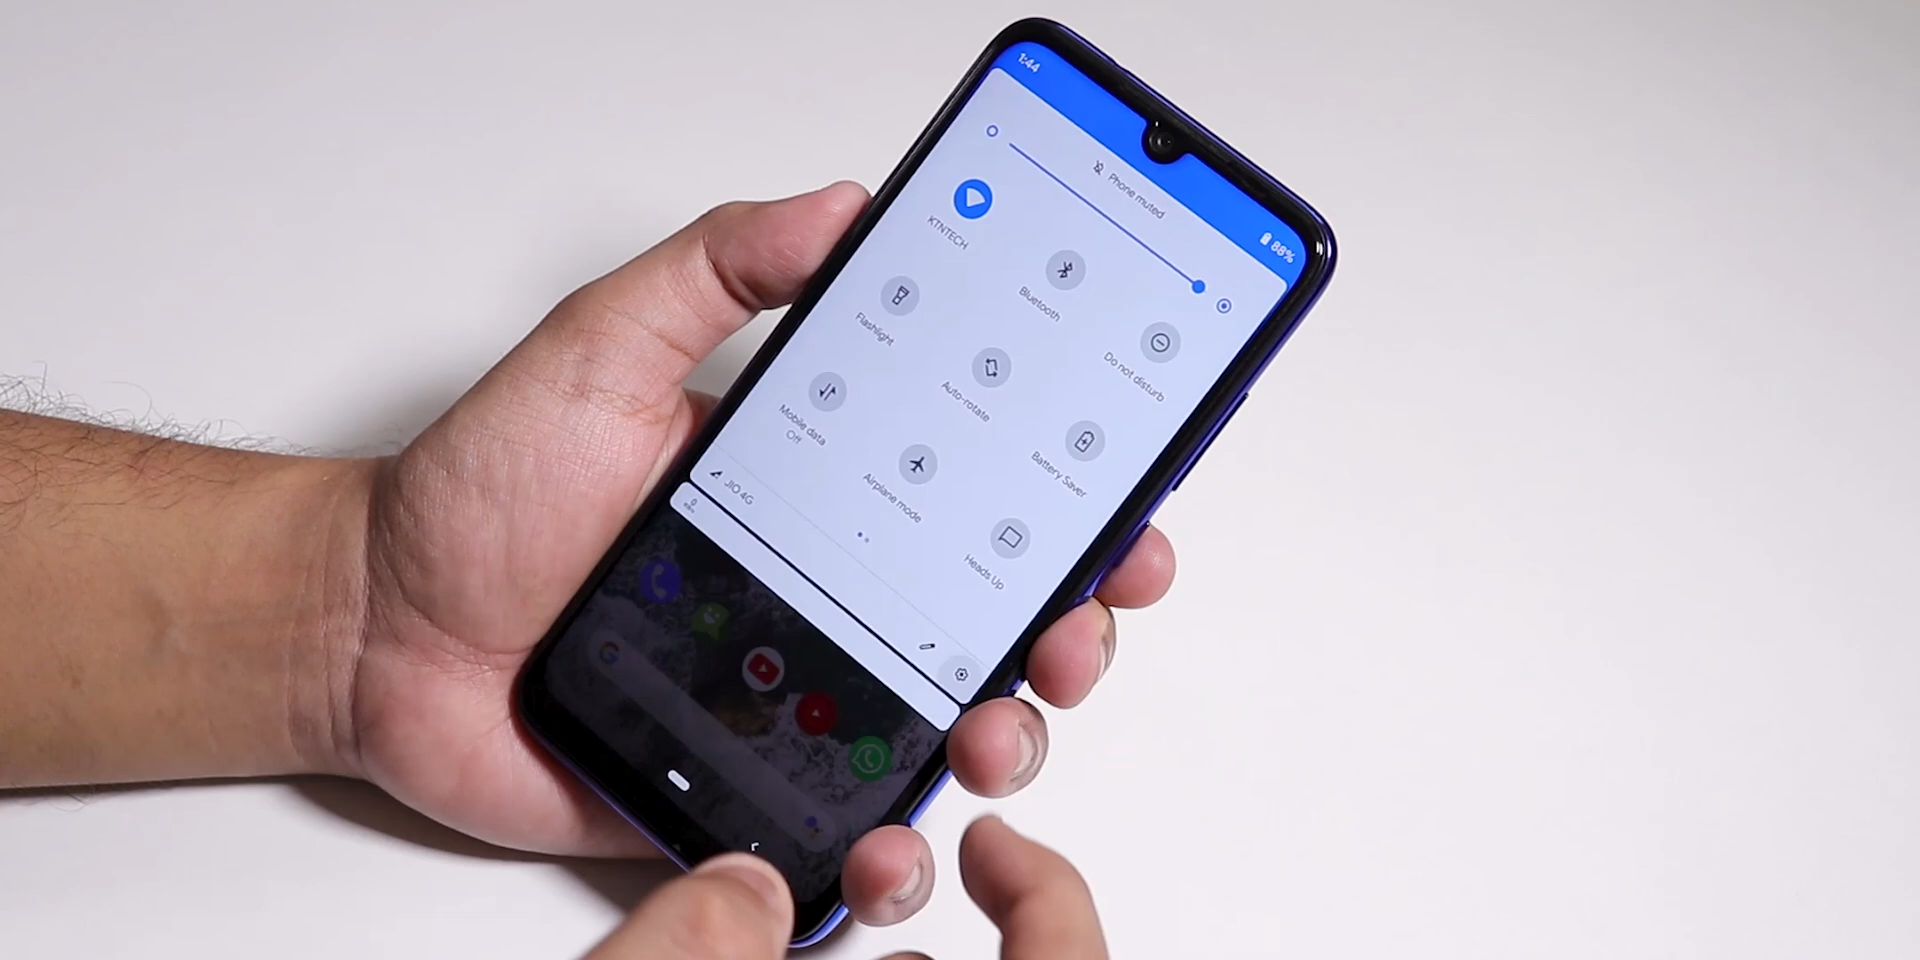 1:44
88%
Phone muted
KTNTECH
Bluetooth
Do not disturb
Flashlight
Auto-rotate
Battery Saver
Mobile data
Off
Airplane mode
Heads Up
JIO 4G